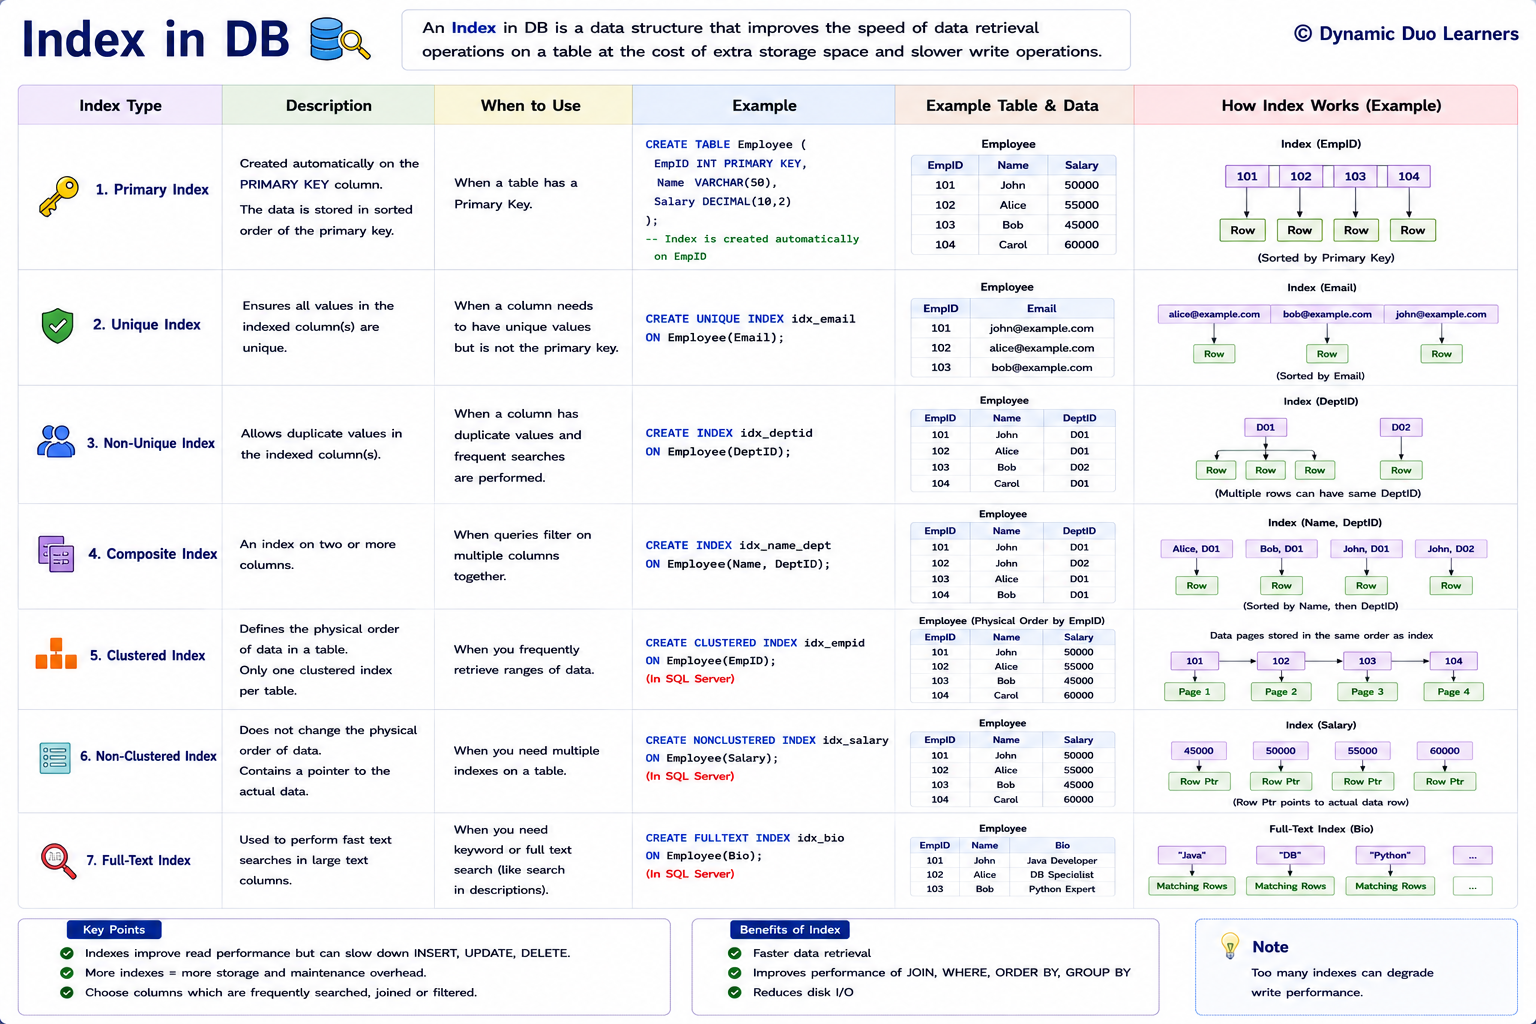 Index in DB
An Index in DB is a data structure that improves the speed of data retrieval
operations on a table at the cost of extra storage space and slower write operations.
© Dynamic Duo Learners
Index Type
Description
When to Use
Example
Example Table & Data
How Index Works (Example)
1. Primary Index
Created automatically on the
PRIMARY KEY column.
The data is stored in sorted
order of the primary key.
When a table has a
Primary Key.
CREATE TABLE Employee (
EmpID INT PRIMARY KEY,
Name VARCHAR(50),
Salary DECIMAL(10,2)
);
-- Index is created automatically
on EmpID
Employee
EmpID Name Salary
101 John 50000
102 Alice 55000
103 Bob 45000
104 Carol 60000
Index (EmpID)
101 102 103 104
Row Row Row Row
(Sorted by Primary Key)
2. Unique Index
Ensures all values in the
indexed column(s) are
unique.
When a column needs
to have unique values
but is not the primary key.
CREATE UNIQUE INDEX idx_email
ON Employee(Email);
Employee
EmpID Email
101 john@example.com
102 alice@example.com
103 bob@example.com
Index (Email)
alice@example.com bob@example.com john@example.com
Row Row Row
(Sorted by Email)
3. Non-Unique Index
Allows duplicate values in
the indexed column(s).
When a column has
duplicate values and
frequent searches
are performed.
CREATE INDEX idx_deptid
ON Employee(DeptID);
Employee
EmpID Name DeptID
101 John D01
102 Alice D01
103 Bob D02
104 Carol D01
Index (DeptID)
D01 D02
Row Row Row Row
(Multiple rows can have same DeptID)
4. Composite Index
An index on two or more
columns.
When queries filter on
multiple columns
together.
CREATE INDEX idx_name_dept
ON Employee(Name, DeptID);
Employee
EmpID Name DeptID
101 John D01
102 John D02
103 Alice D01
104 Bob D01
Index (Name, DeptID)
Alice, D01 Bob, D01 John, D01 John, D02
Row Row Row Row
(Sorted by Name, then DeptID)
5. Clustered Index
Defines the physical order
of data in a table.
Only one clustered index
per table.
When you frequently
retrieve ranges of data.
CREATE CLUSTERED INDEX idx_empid
ON Employee(EmpID);
(In SQL Server)
Employee (Physical Order by EmpID)
EmpID Name Salary
101 John 50000
102 Alice 55000
103 Bob 45000
104 Carol 60000
Data pages stored in the same order as index
101 102 103 104
Page 1 Page 2 Page 3 Page 4
6. Non-Clustered Index
Does not change the physical
order of data.
Contains a pointer to the
actual data.
When you need multiple
indexes on a table.
CREATE NONCLUSTERED INDEX idx_salary
ON Employee(Salary);
(In SQL Server)
Employee
EmpID Name Salary
101 John 50000
102 Alice 55000
103 Bob 45000
104 Carol 60000
Index (Salary)
45000 50000 55000 60000
Row Ptr Row Ptr Row Ptr Row Ptr
(Row Ptr points to actual data row)
7. Full-Text Index
Used to perform fast text
searches in large text
columns.
When you need
keyword or full text
search (like search
in descriptions).
CREATE FULLTEXT INDEX idx_bio
ON Employee(Bio);
(In SQL Server)
Employee
EmpID Name Bio
101 John Java Developer
102 Alice DB Specialist
103 Bob Python Expert
Full-Text Index (Bio)
"Java" "DB" "Python" ...
Matching Rows Matching Rows Matching Rows ...
Key Points
Indexes improve read performance but can slow down INSERT, UPDATE, DELETE.
More indexes = more storage and maintenance overhead.
Choose columns which are frequently searched, joined or filtered.
Benefits of Index
Faster data retrieval
Improves performance of JOIN, WHERE, ORDER BY, GROUP BY
Reduces disk I/O
Note
Too many indexes can degrade
write performance.